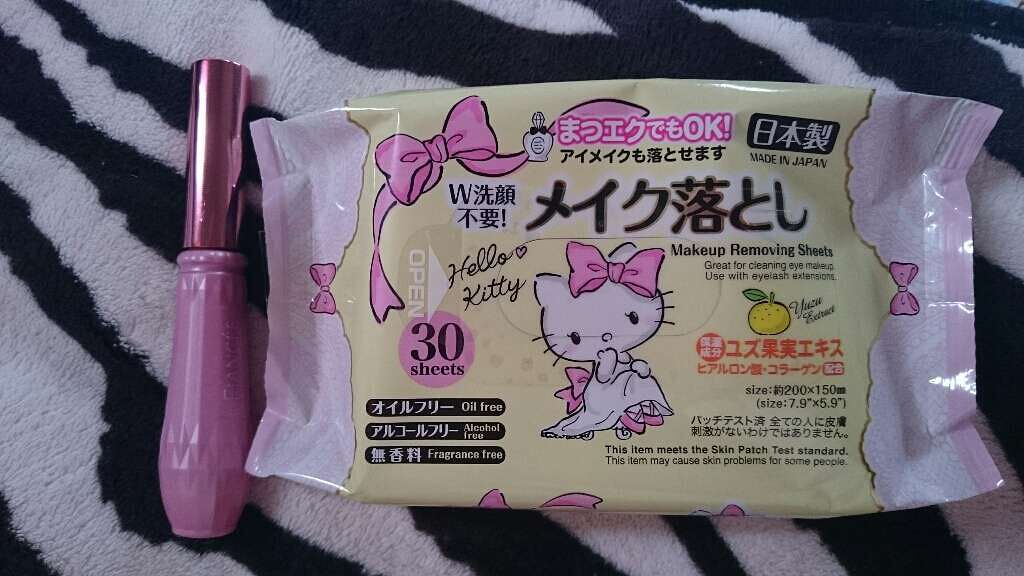 まつエクでもOK!
アイメイクも落とせます
日本製
MADE IN JAPAN
W洗顔
不要!
メイク落とし
Makeup Removing Sheets
Great for cleaning eye makeup.
Use with eyelash extensions.
OPEN
Hello
Kitty
Yuzu
Extract
30
sheets
保湿
成分
ユズ果実エキス
ヒアルロン酸・コラーゲン配合
size:約200×150㎜
(size: 7.9"×5.9")
オイルフリー Oil free
アルコールフリー Alcohol free
無香料 Fragrance free
パッチテスト済 全ての人に皮膚
刺激がないわけではありません。
This item meets the Skin Patch Test standard.
This item may cause skin problems for some people.